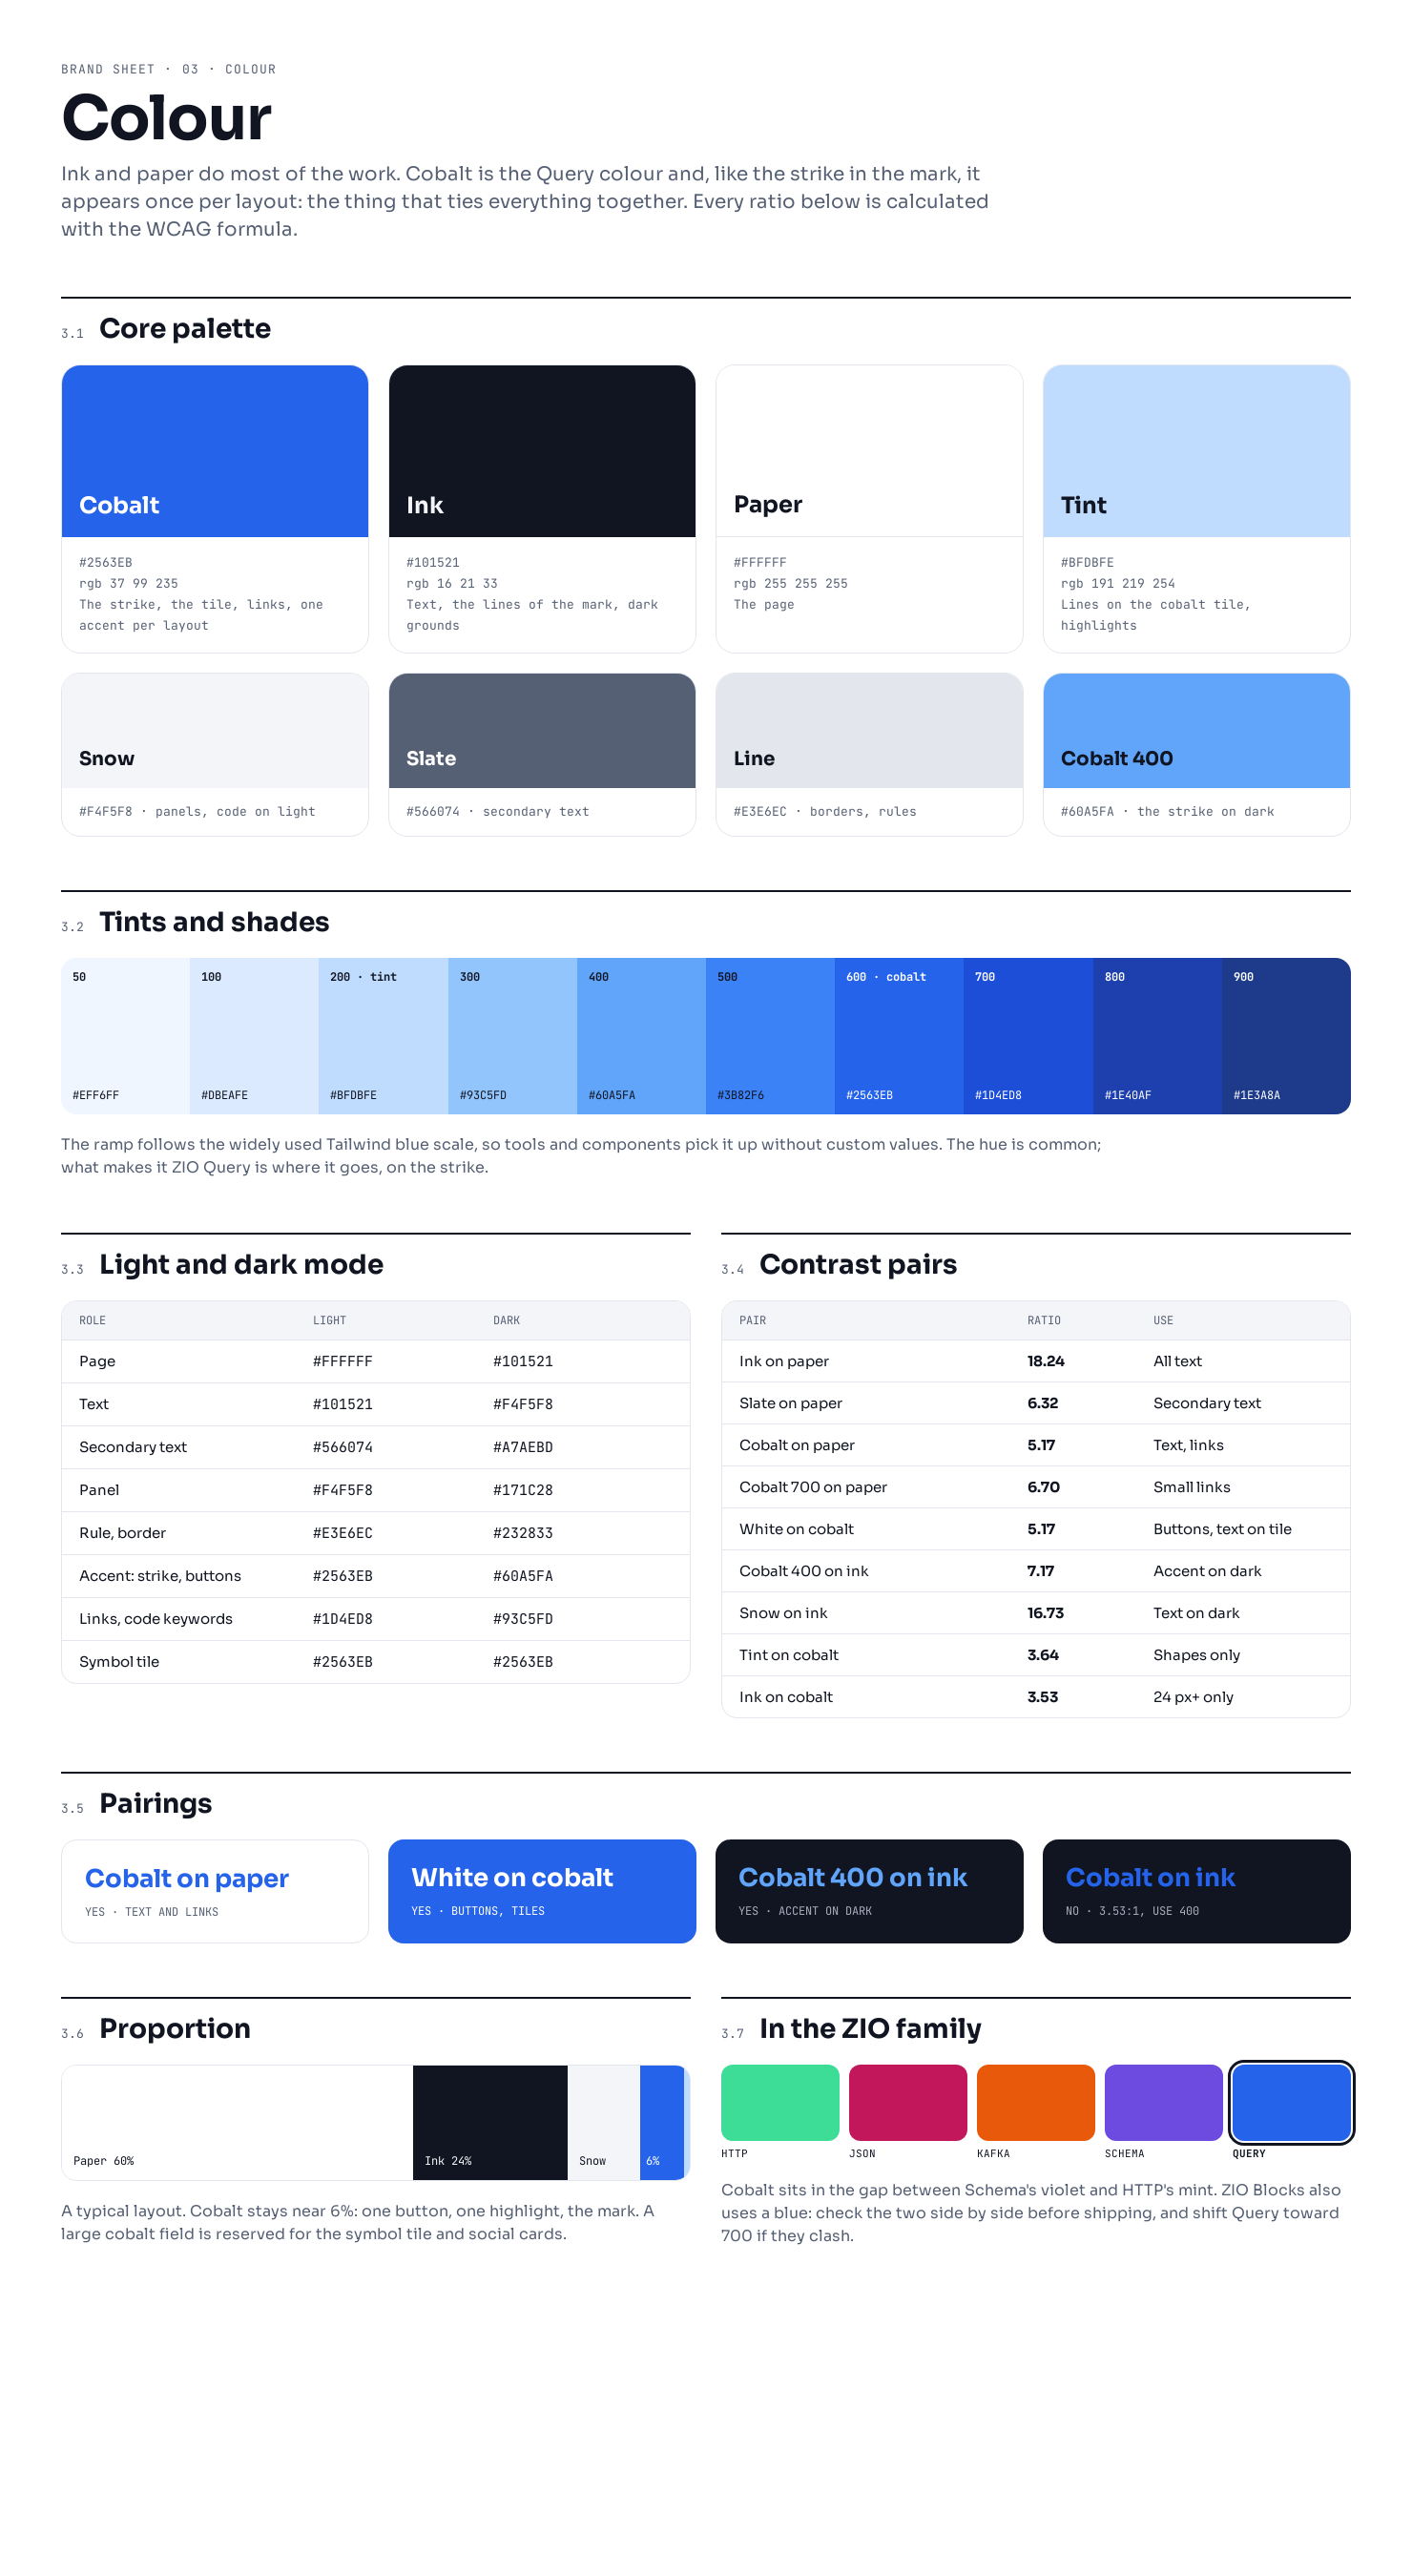 BRAND SHEET · 03 · COLOUR
Colour
Ink and paper do most of the work. Cobalt is the Query colour and, like the strike in the mark, it
appears once per layout: the thing that ties everything together. Every ratio below is calculated
with the WCAG formula.
3.1 Core palette
Cobalt
#2563EB
rgb 37 99 235
The strike, the tile, links, one
accent per layout
Ink
#101521
rgb 16 21 33
Text, the lines of the mark, dark
grounds
Paper
#FFFFFF
rgb 255 255 255
The page
Tint
#BFDBFE
rgb 191 219 254
Lines on the cobalt tile,
highlights
Snow
#F4F5F8 · panels, code on light
Slate
#566074 · secondary text
Line
#E3E6EC · borders, rules
Cobalt 400
#60A5FA · the strike on dark
3.2 Tints and shades
50 100 200 · tint 300 400 500 600 · cobalt 700 800 900
#EFF6FF #DBEAFE #BFDBFE #93C5FD #60A5FA #3B82F6 #2563EB #1D4ED8 #1E40AF #1E3A8A
The ramp follows the widely used Tailwind blue scale, so tools and components pick it up without custom values. The hue is common;
what makes it ZIO Query is where it goes, on the strike.
3.3 Light and dark mode
ROLE LIGHT DARK
Page #FFFFFF #101521
Text #101521 #F4F5F8
Secondary text #566074 #A7AEBD
Panel #F4F5F8 #171C28
Rule, border #E3E6EC #232833
Accent: strike, buttons #2563EB #60A5FA
Links, code keywords #1D4ED8 #93C5FD
Symbol tile #2563EB #2563EB
3.4 Contrast pairs
PAIR RATIO USE
Ink on paper 18.24 All text
Slate on paper 6.32 Secondary text
Cobalt on paper 5.17 Text, links
Cobalt 700 on paper 6.70 Small links
White on cobalt 5.17 Buttons, text on tile
Cobalt 400 on ink 7.17 Accent on dark
Snow on ink 16.73 Text on dark
Tint on cobalt 3.64 Shapes only
Ink on cobalt 3.53 24 px+ only
3.5 Pairings
Cobalt on paper
YES · TEXT AND LINKS
White on cobalt
YES · BUTTONS, TILES
Cobalt 400 on ink
YES · ACCENT ON DARK
Cobalt on ink
NO · 3.53:1, USE 400
3.6 Proportion
Paper 60% Ink 24% Snow 6%
A typical layout. Cobalt stays near 6%: one button, one highlight, the mark. A
large cobalt field is reserved for the symbol tile and social cards.
3.7 In the ZIO family
HTTP JSON KAFKA SCHEMA QUERY
Cobalt sits in the gap between Schema's violet and HTTP's mint. ZIO Blocks also
uses a blue: check the two side by side before shipping, and shift Query toward
700 if they clash.